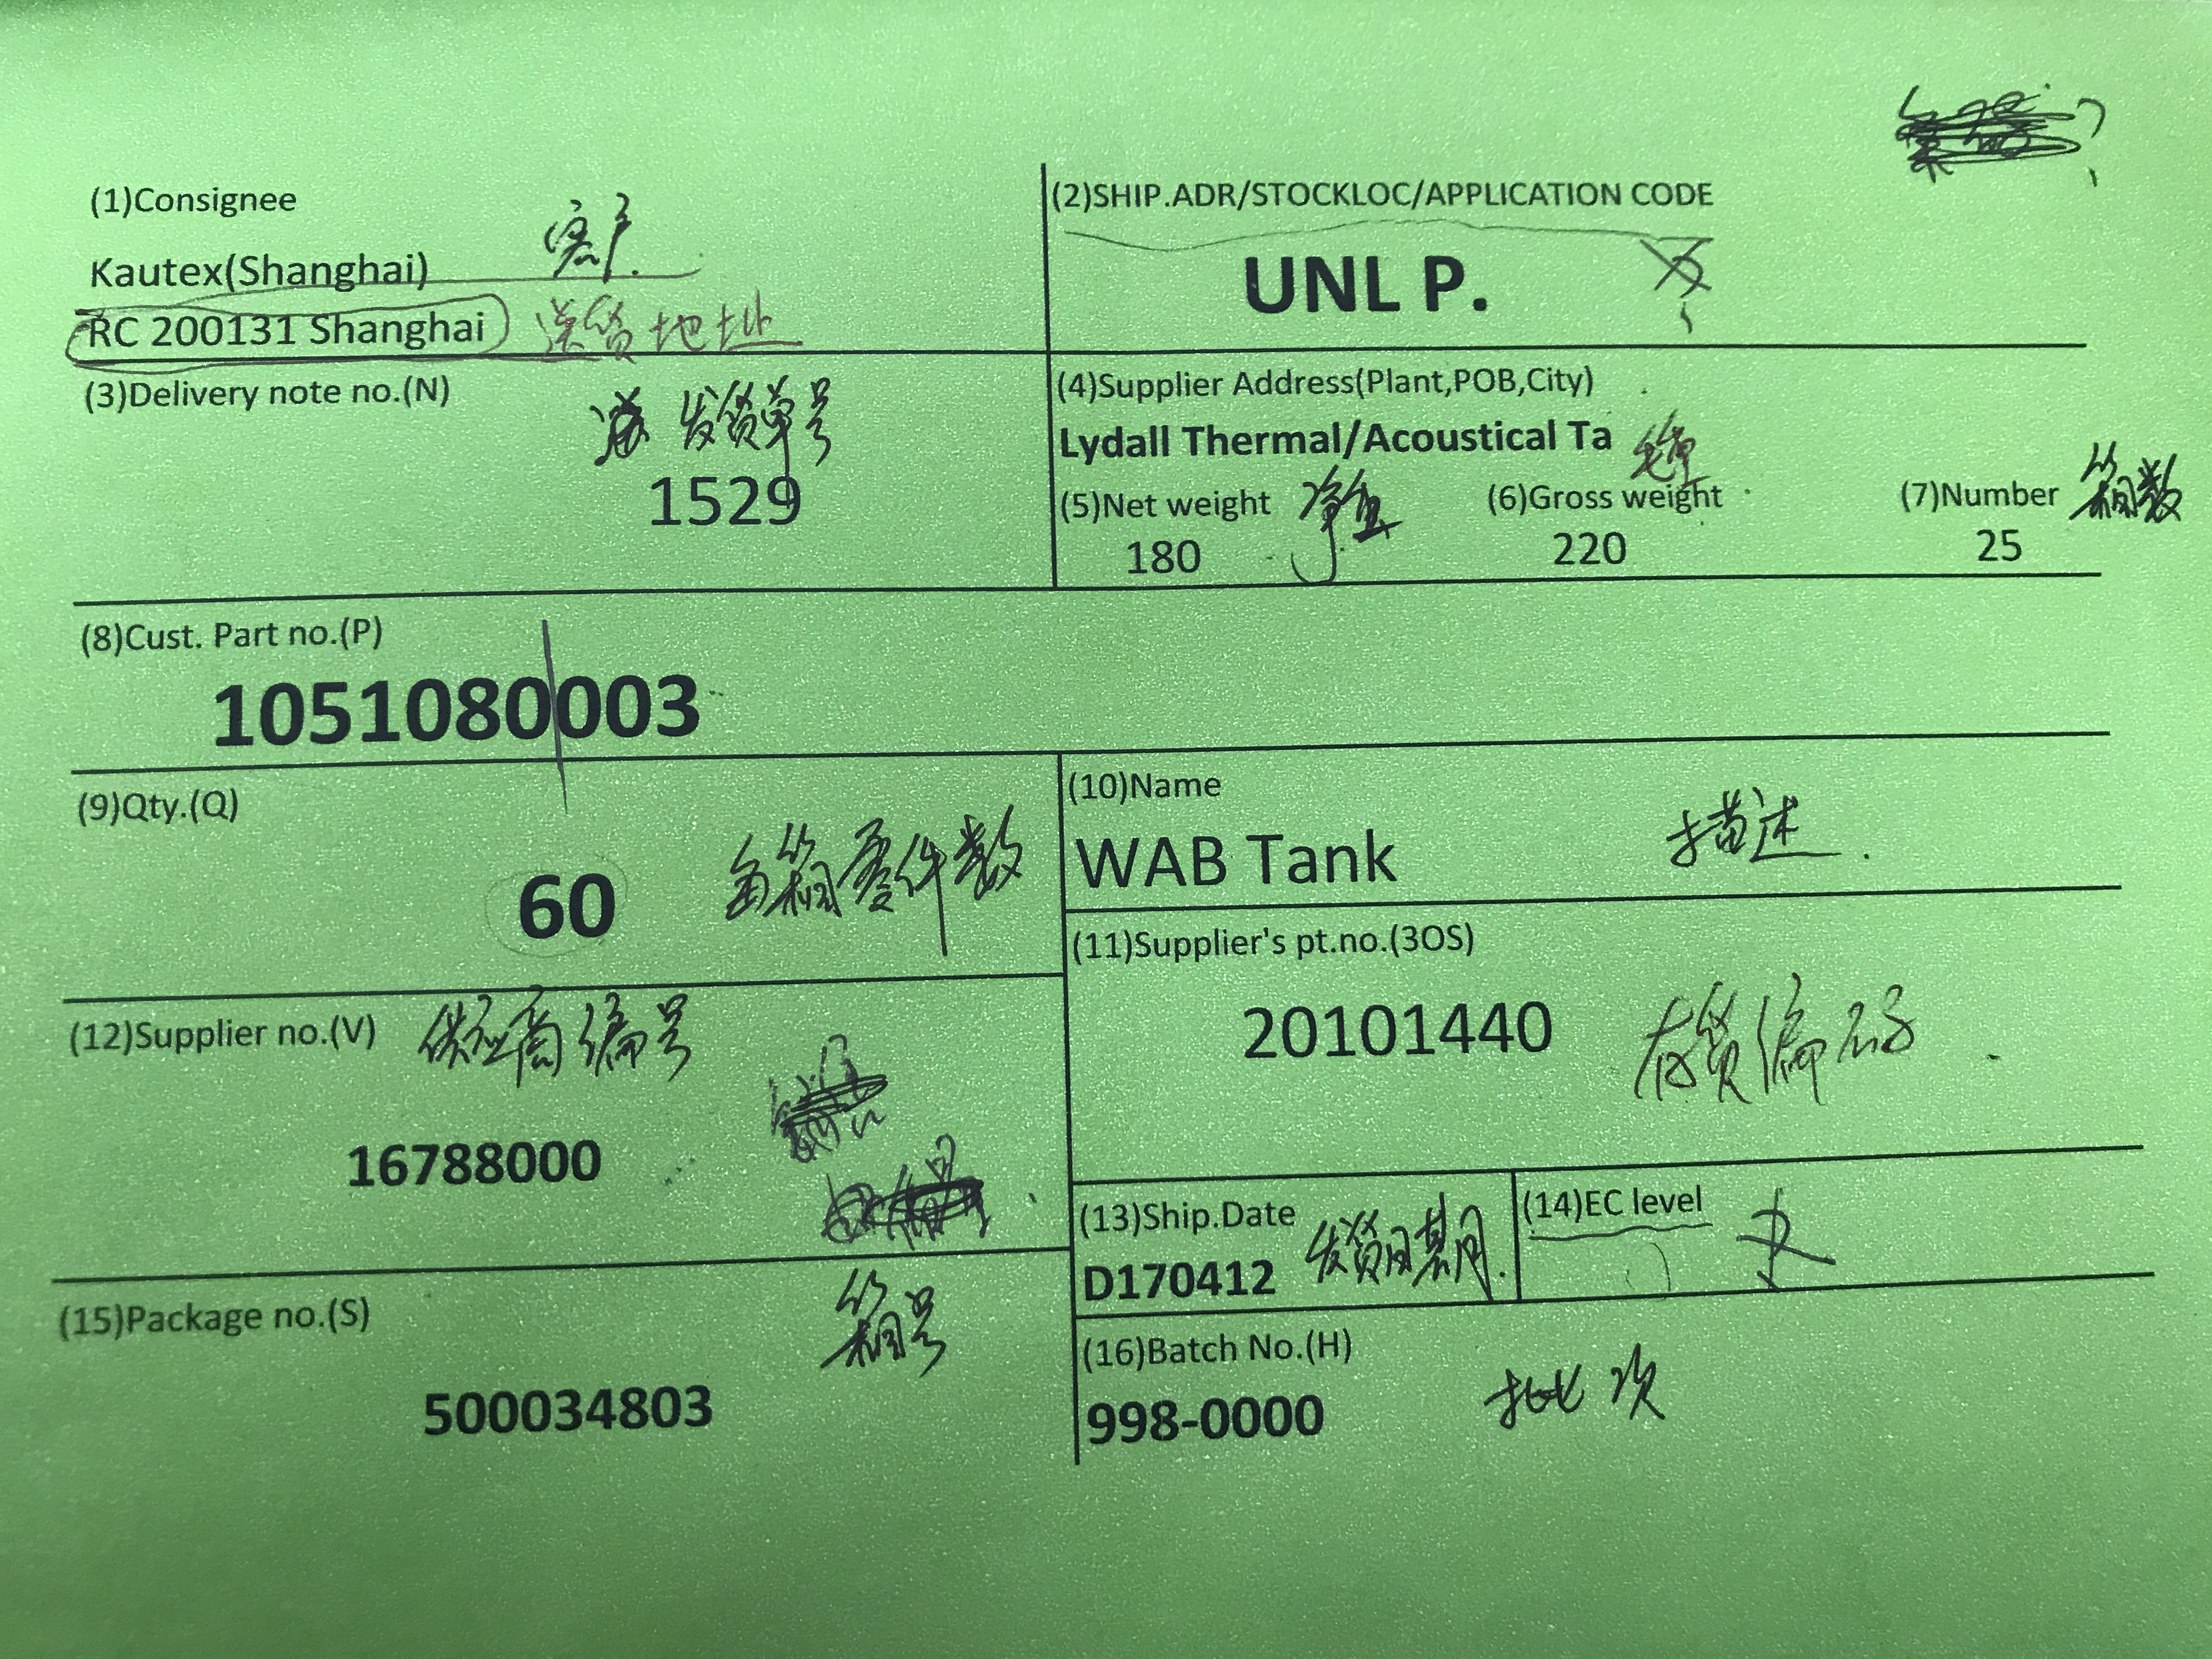 (1)Consignee 客户
Kautex(Shanghai)
RC 200131 Shanghai 送货地址
(2)SHIP.ADR/STOCKLOC/APPLICATION CODE
UNL P.
(3)Delivery note no.(N) 发货单号
1529
(4)Supplier Address(Plant,POB,City)
Lydall Thermal/Acoustical Ta
(5)Net weight 净重 (6)Gross weight 毛重 (7)Number 箱数
180 220 25
(8)Cust. Part no.(P)
1051080003
(9)Qty.(Q)
60 每箱零件数
(10)Name
WAB Tank 描述
(11)Supplier's pt.no.(3OS)
20101440 存货编码
(12)Supplier no.(V) 供应商编号
16788000
(13)Ship.Date 发货日期
D170412
(14)EC level
(15)Package no.(S) 箱号
500034803
(16)Batch No.(H) 批次
998-0000